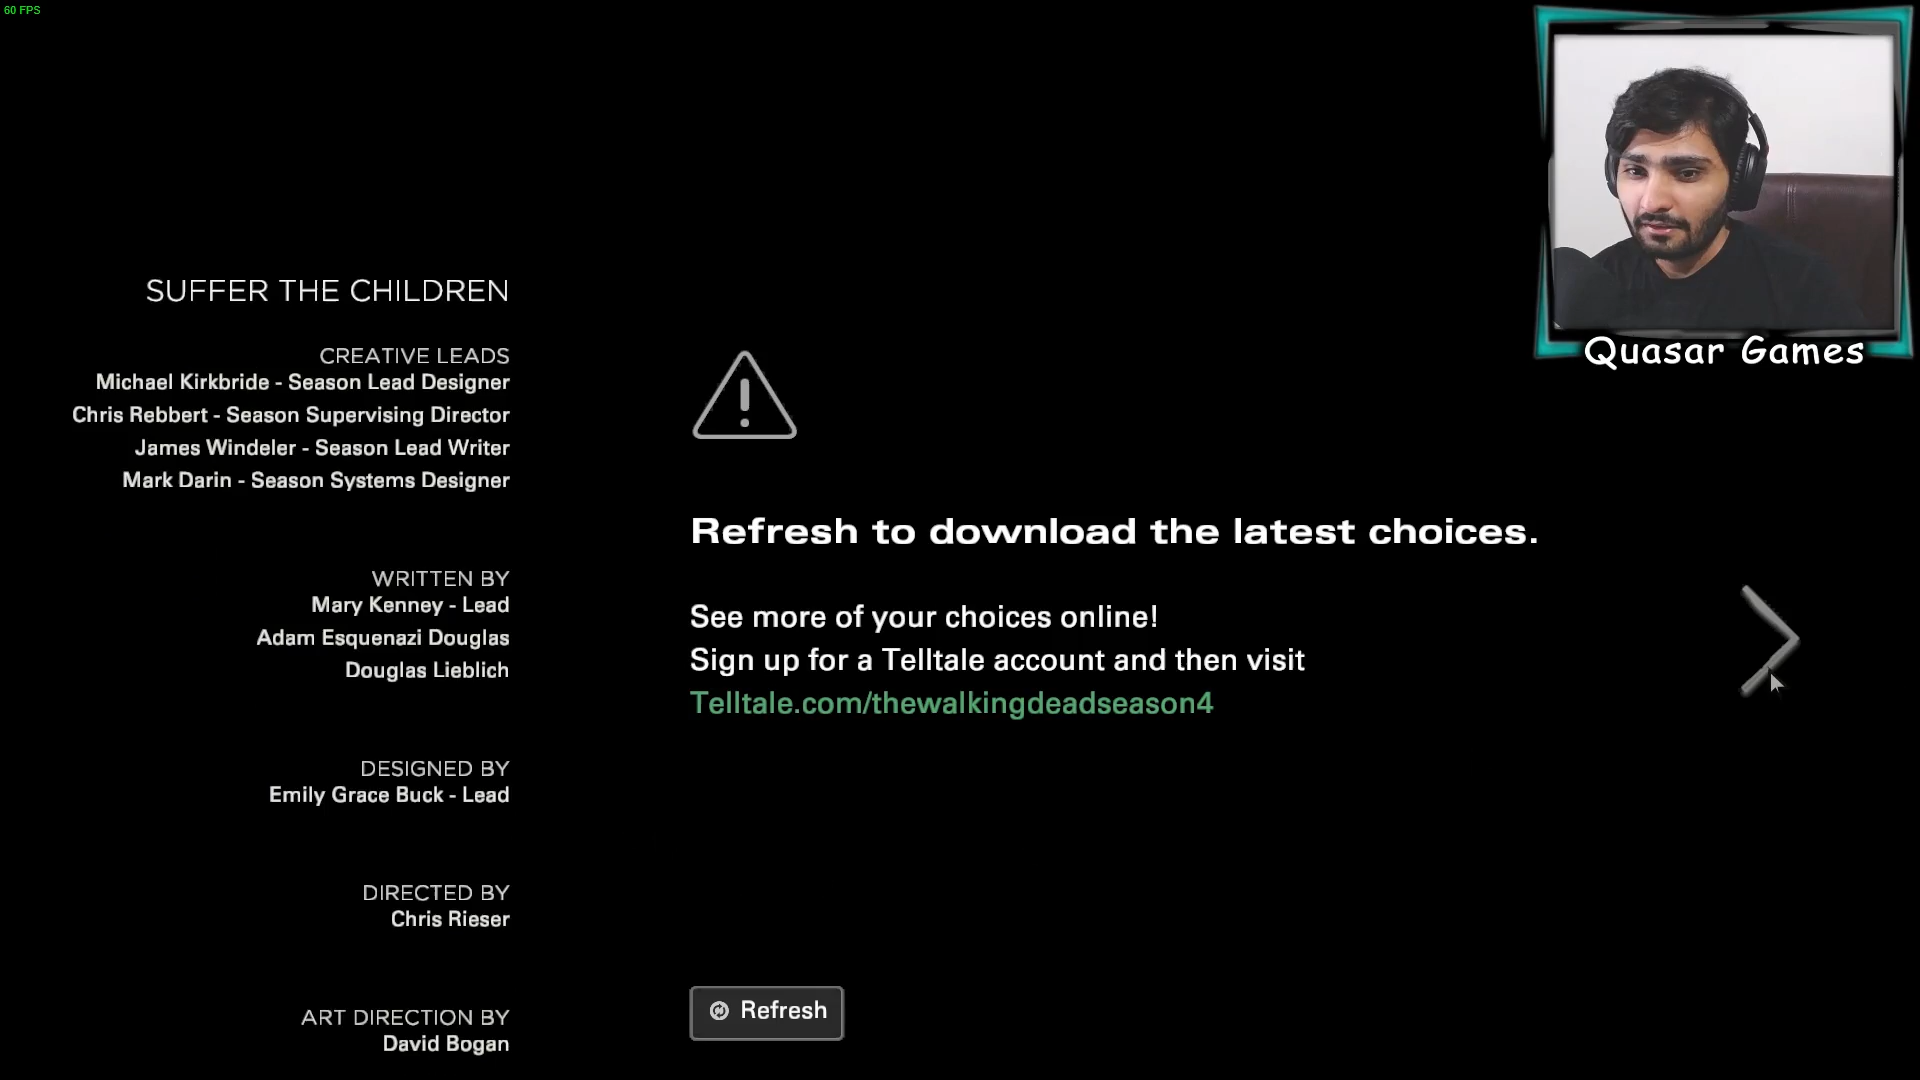 60 FPS
SUFFER THE CHILDREN
CREATIVE LEADS
Michael Kirkbride - Season Lead Designer
Chris Rebbert - Season Supervising Director
James Windeler - Season Lead Writer
Mark Darin - Season Systems Designer
WRITTEN BY
Mary Kenney - Lead
Adam Esquenazi Douglas
Douglas Lieblich
DESIGNED BY
Emily Grace Buck - Lead
DIRECTED BY
Chris Rieser
ART DIRECTION BY
David Bogan
Refresh to download the latest choices.
See more of your choices online!
Sign up for a Telltale account and then visit
Telltale.com/thewalkingdeadseason4
Refresh
Quasar Games